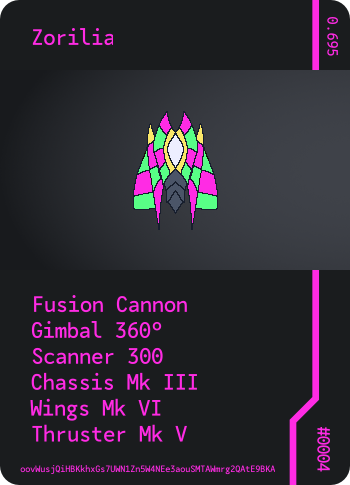 Zorilia
0.695
Fusion Cannon
Gimbal 360°
Scanner 300
Chassis Mk III
Wings Mk VI
Thruster Mk V
#0004
oovWusjQiHBKkhxGs7UWN1Zn5W4NEe3aouSMTAWmrg2QAtE9BKA